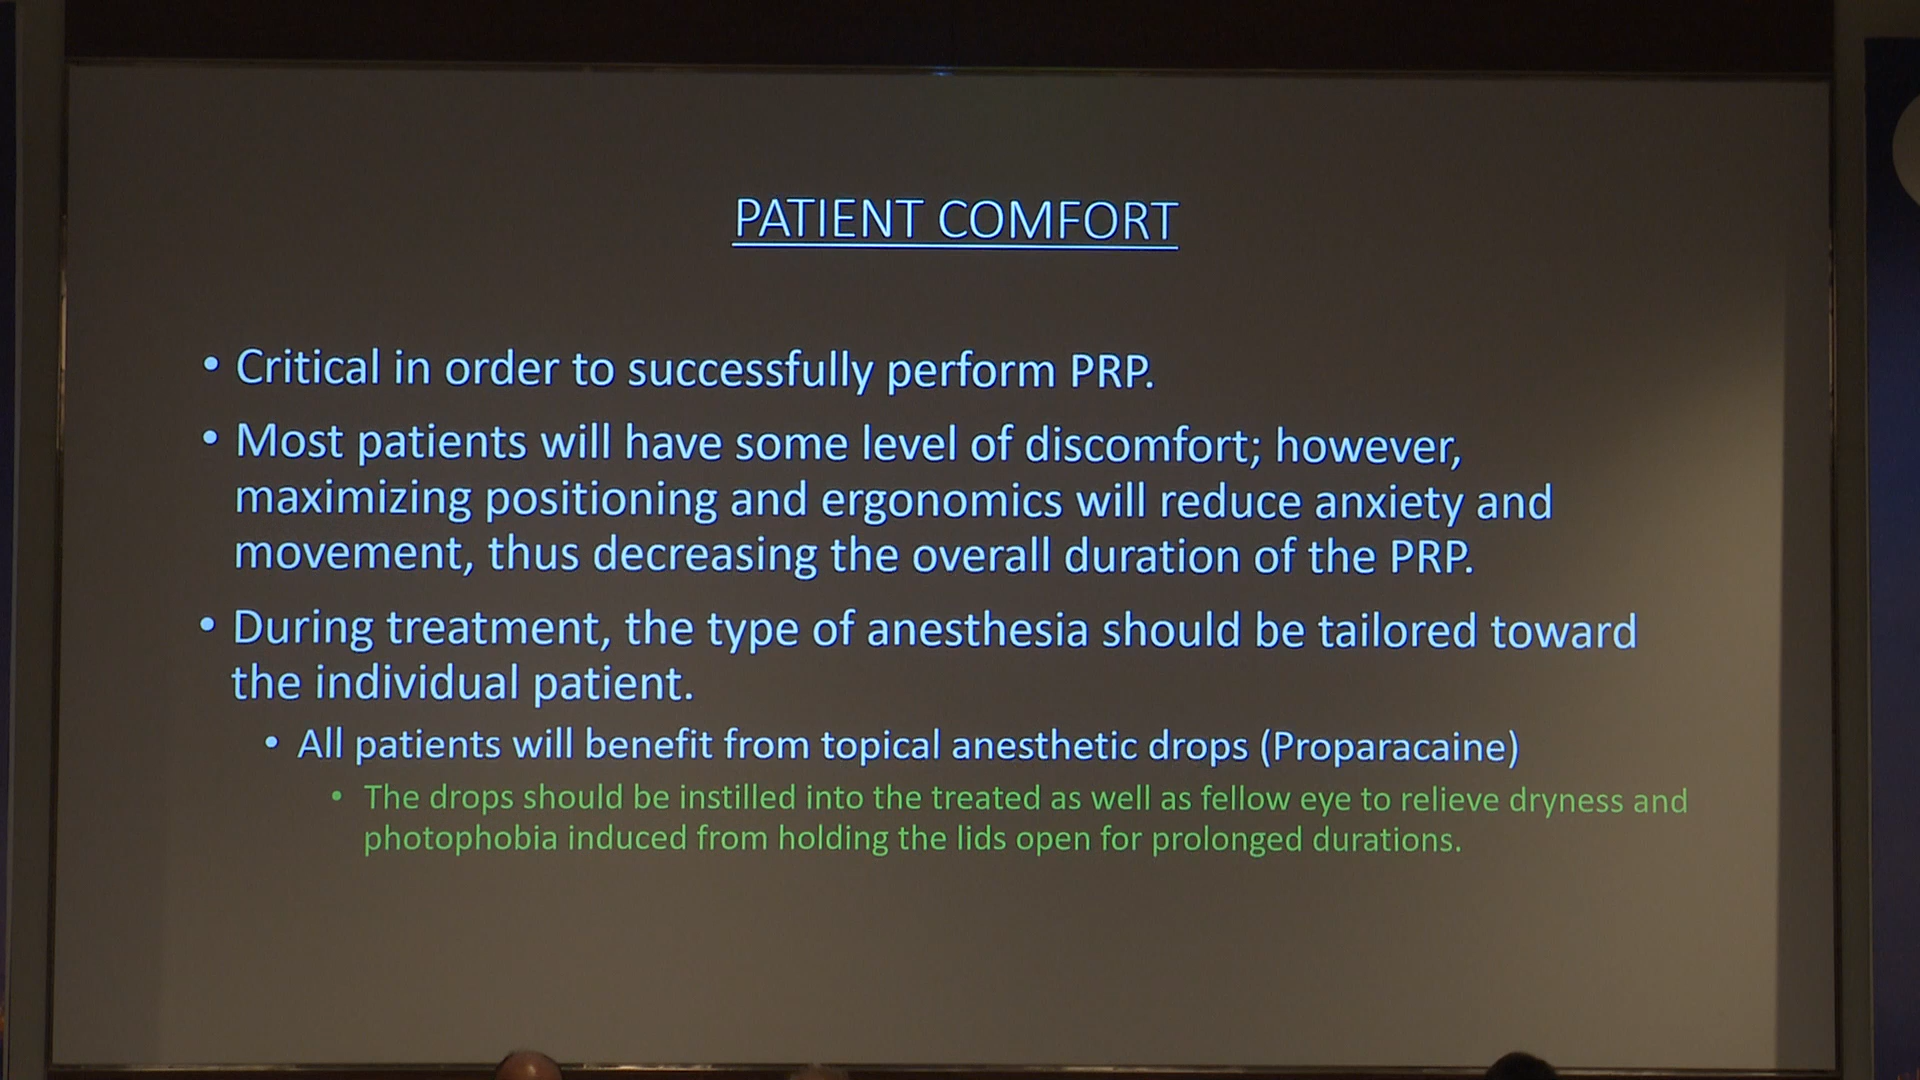 PATIENT COMFORT
• Critical in order to successfully perform PRP.
• Most patients will have some level of discomfort; however,
maximizing positioning and ergonomics will reduce anxiety and
movement, thus decreasing the overall duration of the PRP.
• During treatment, the type of anesthesia should be tailored toward
the individual patient.
• All patients will benefit from topical anesthetic drops (Proparacaine)
• The drops should be instilled into the treated as well as fellow eye to relieve dryness and
photophobia induced from holding the lids open for prolonged durations.